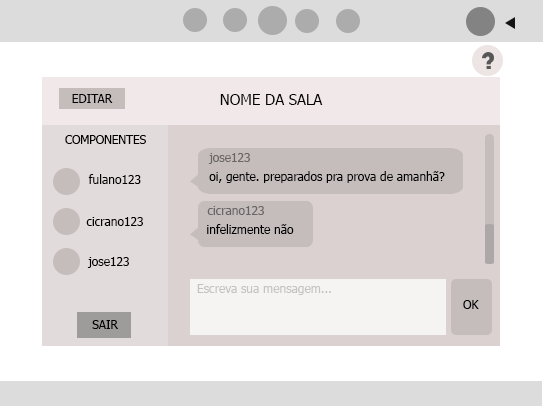 ?
EDITAR
NOME DA SALA
COMPONENTES
fulano123
cicrano123
jose123
SAIR
jose123
oi, gente. preparados pra prova de amanhã?
cicrano123
infelizmente não
Escreva sua mensagem...
OK